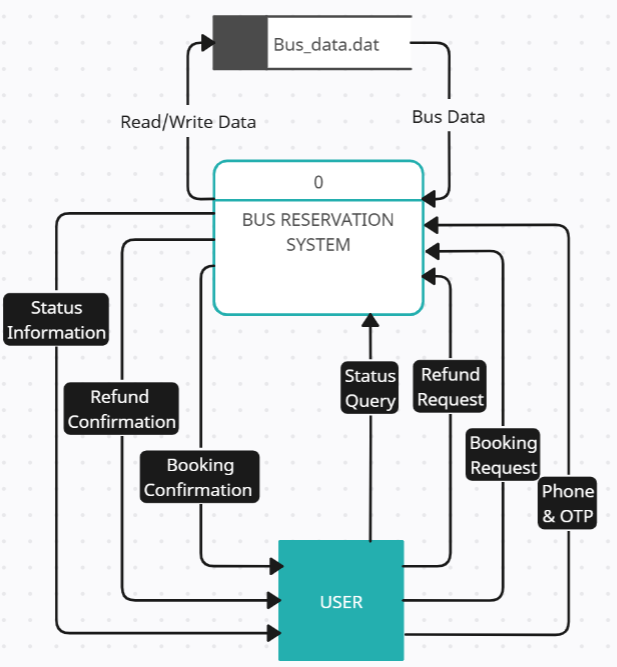 Bus_data.dat
Read/Write Data
Bus Data
0
BUS RESERVATION
SYSTEM
Status
Information
Refund
Confirmation
Booking
Confirmation
Status
Query
Refund
Request
Booking
Request
Phone
& OTP
USER